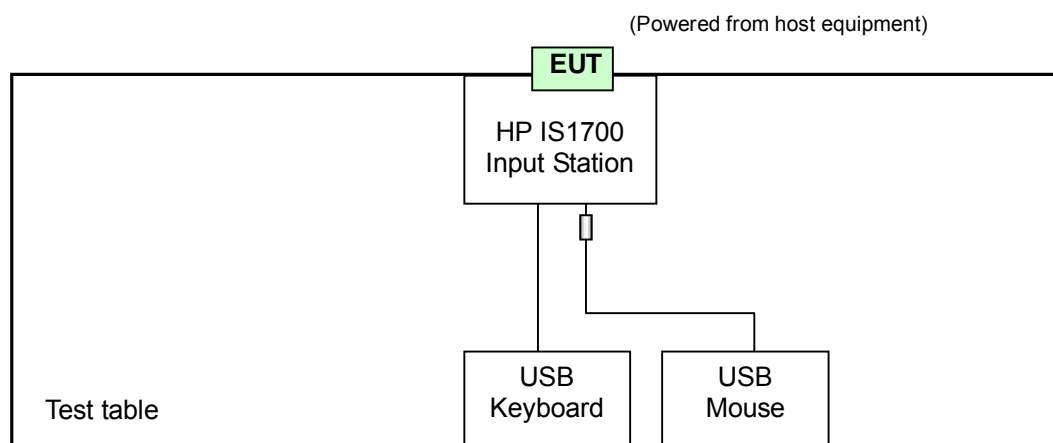 (Powered from host equipment)
EUT
HP IS1700
Input Station
USB
Keyboard
USB
Mouse
Test table